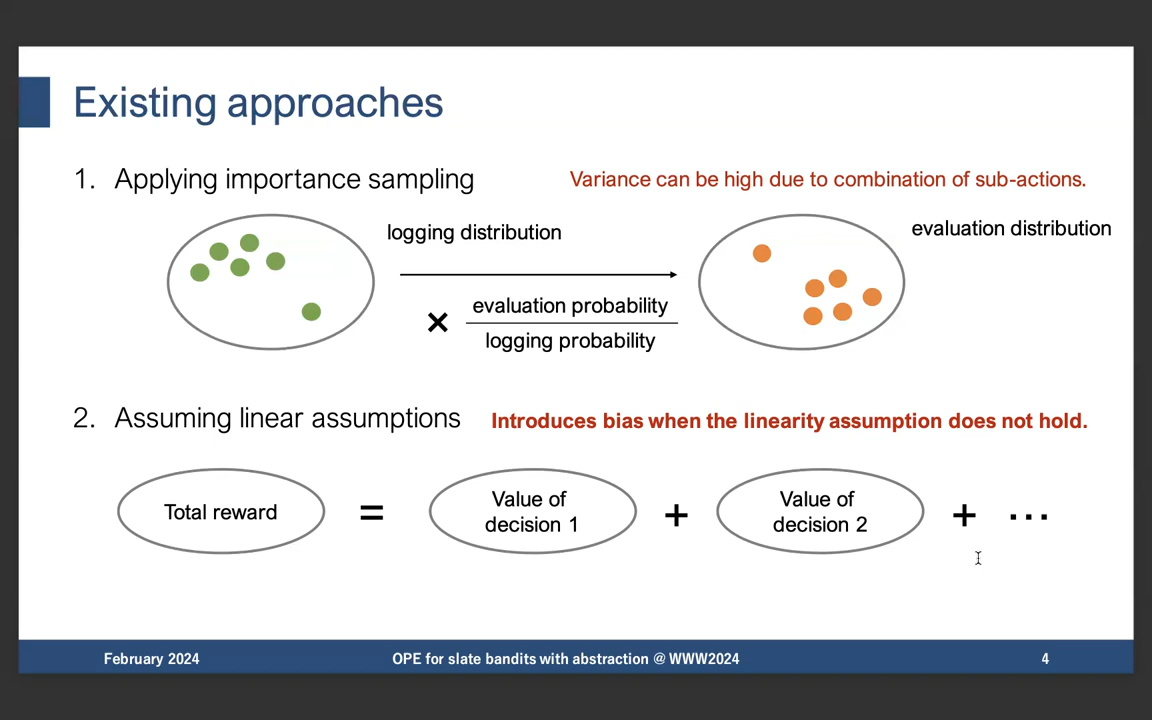 Existing approaches
1. Applying importance sampling
Variance can be high due to combination of sub-actions.
logging distribution
evaluation distribution
× evaluation probability
logging probability
2. Assuming linear assumptions
Introduces bias when the linearity assumption does not hold.
Total reward = Value of decision 1 + Value of decision 2 + ...
February 2024
OPE for slate bandits with abstraction @ WWW2024
4